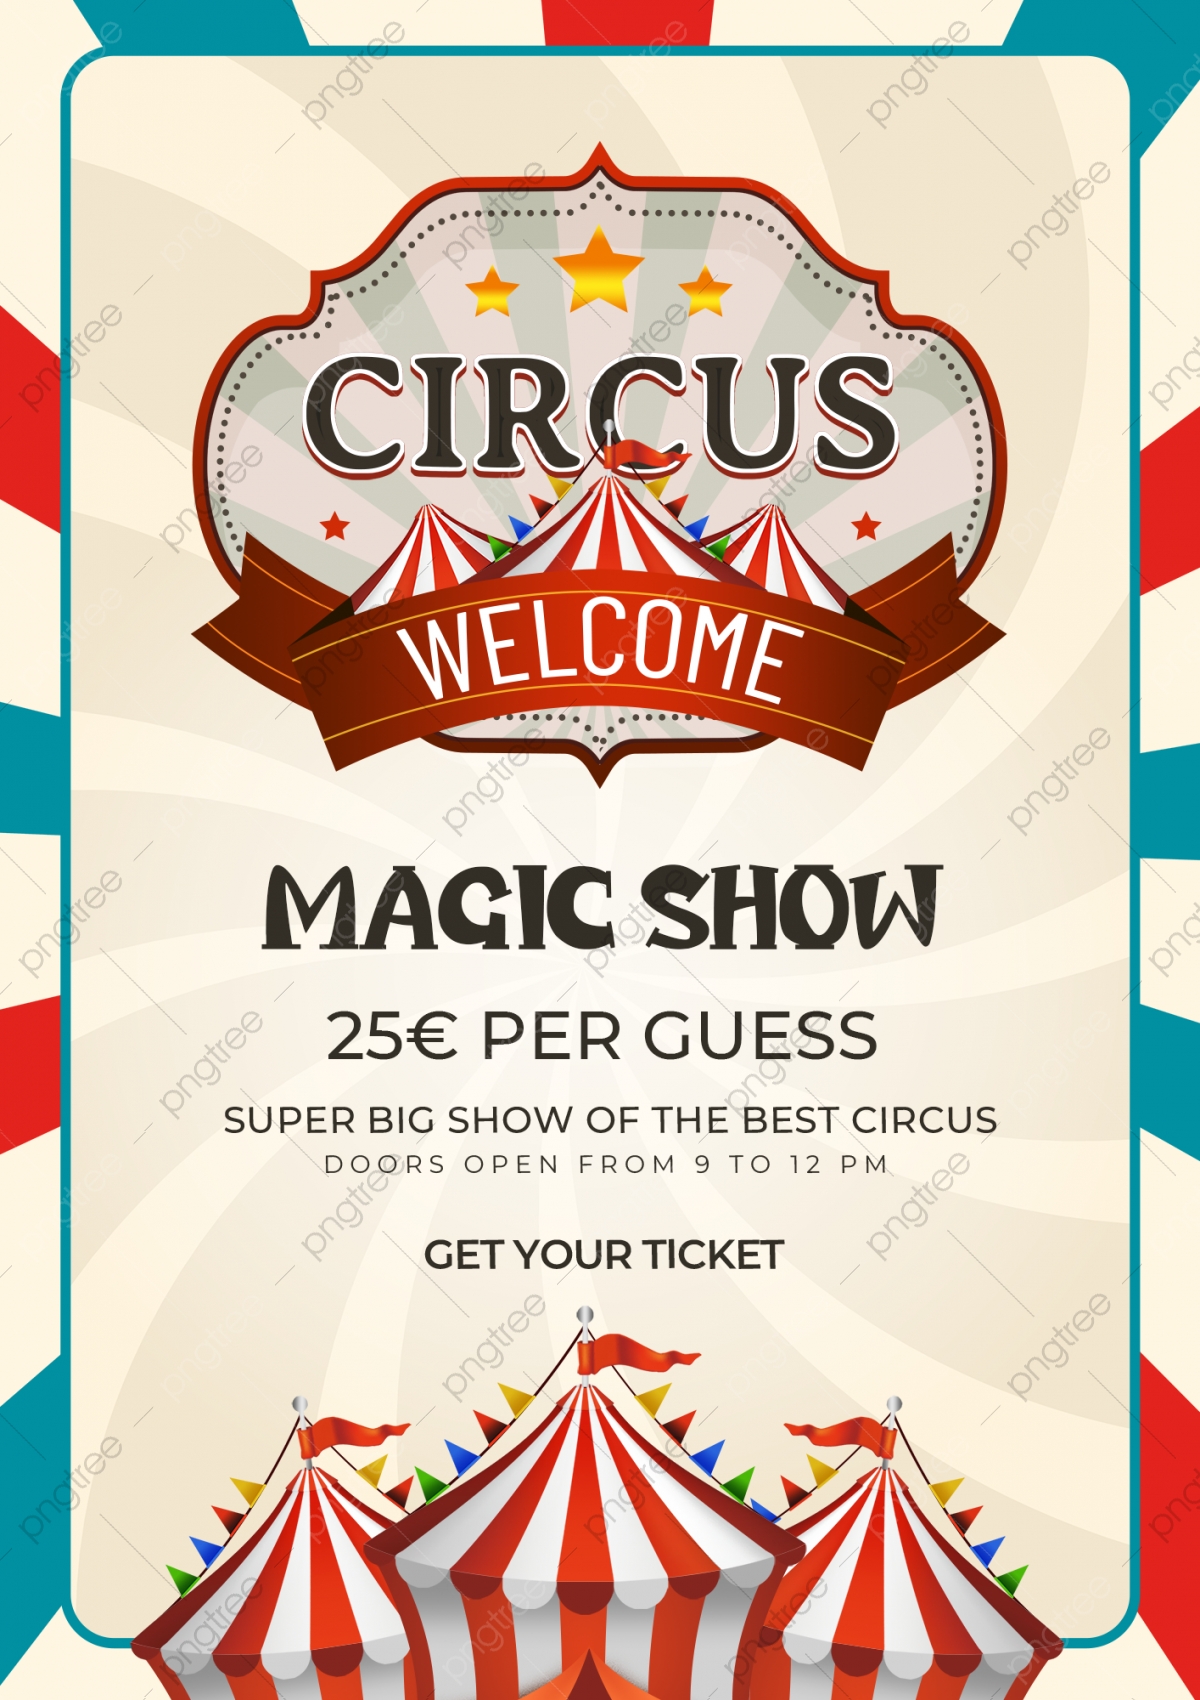 CIRCUS
WELCOME
MAGIC SHOW
25€ PER GUESS
SUPER BIG SHOW OF THE BEST CIRCUS
DOORS OPEN FROM 9 TO 12 PM
GET YOUR TICKET
pngtree